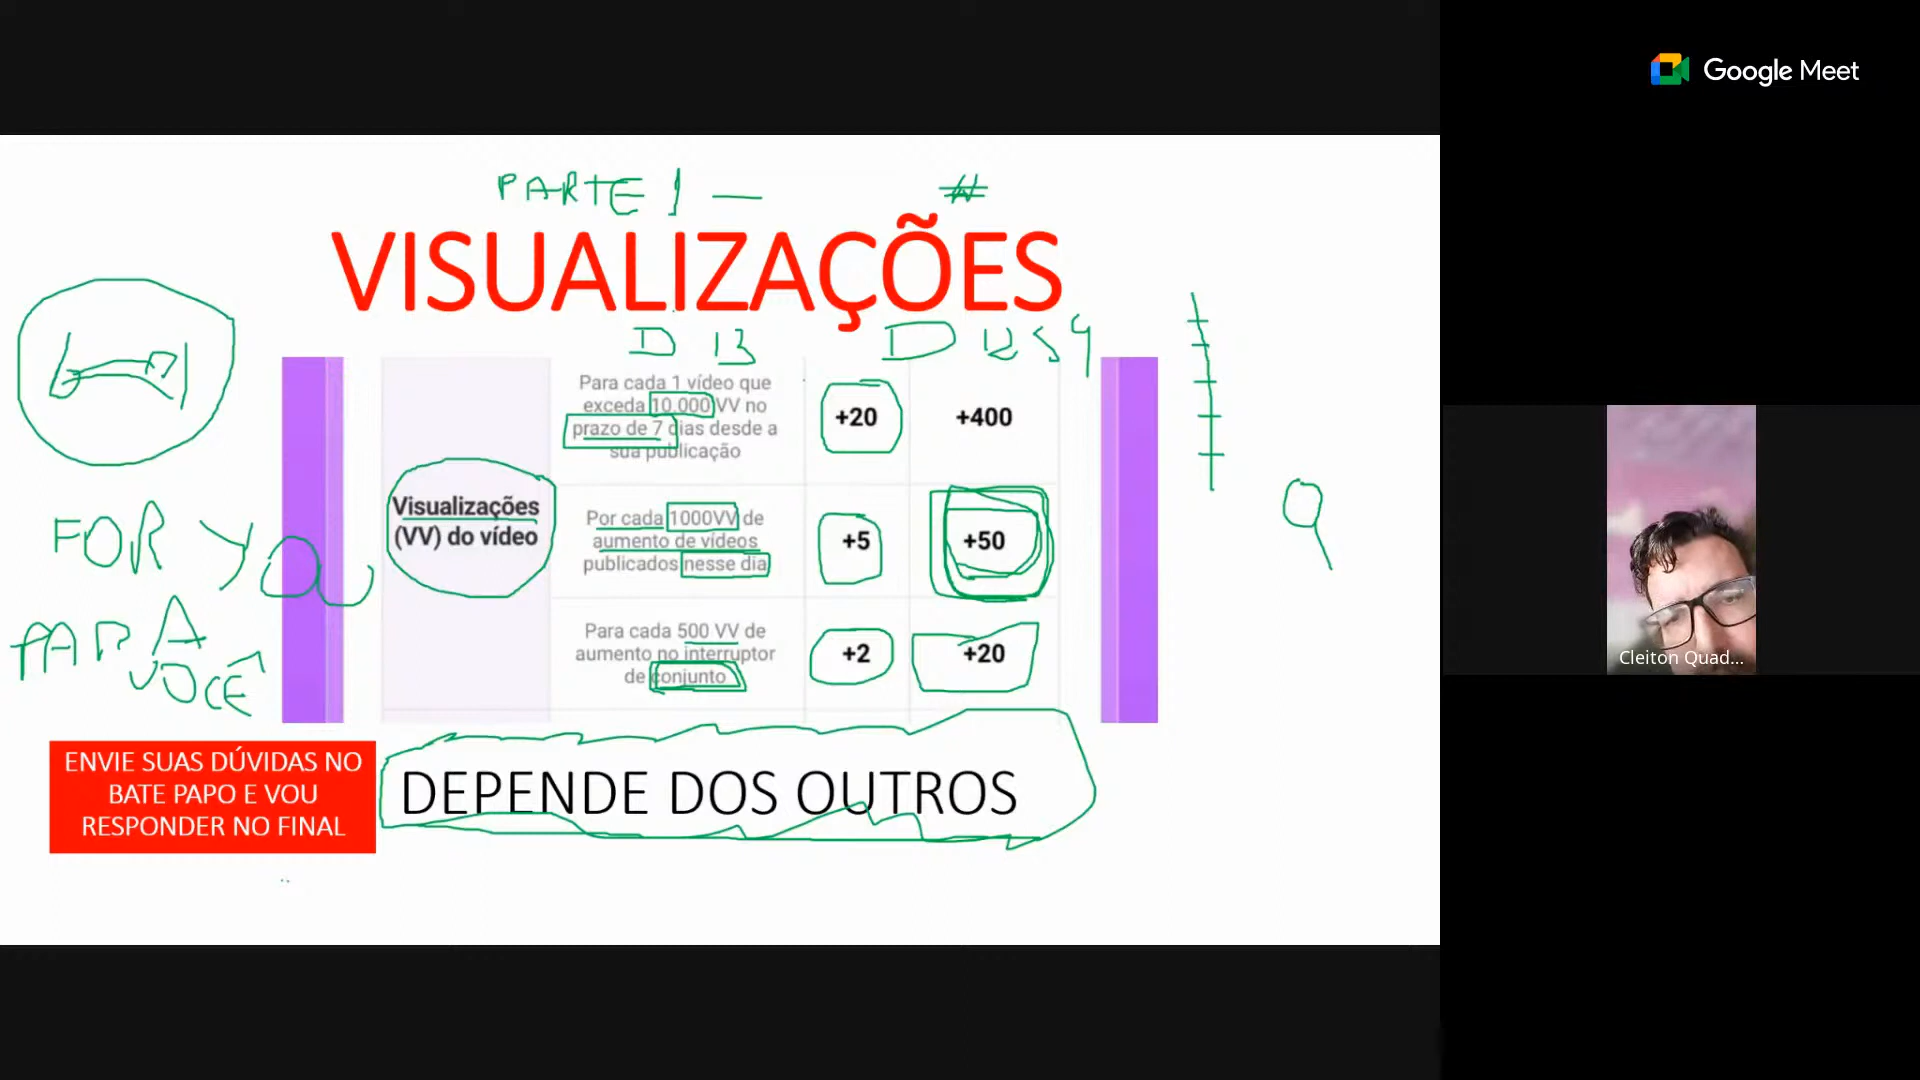 Google Meet
PARTE 1 — #
VISUALIZAÇÕES
D 13
Para cada 1 vídeo que
exceda 10.000 VV no
prazo de 7 dias desde a
sua publicação
+20
+400
Visualizações
(VV) do vídeo
Por cada 1000VV de
aumento de vídeos
publicados nesse dia
+5
+50
Para cada 500 VV de
aumento no interruptor
de conjunto
+2
+20
FOR YOU
PARA
VOCÊ
ENVIE SUAS DÚVIDAS NO
BATE PAPO E VOU
RESPONDER NO FINAL
DEPENDE DOS OUTROS
Cleiton Quad...